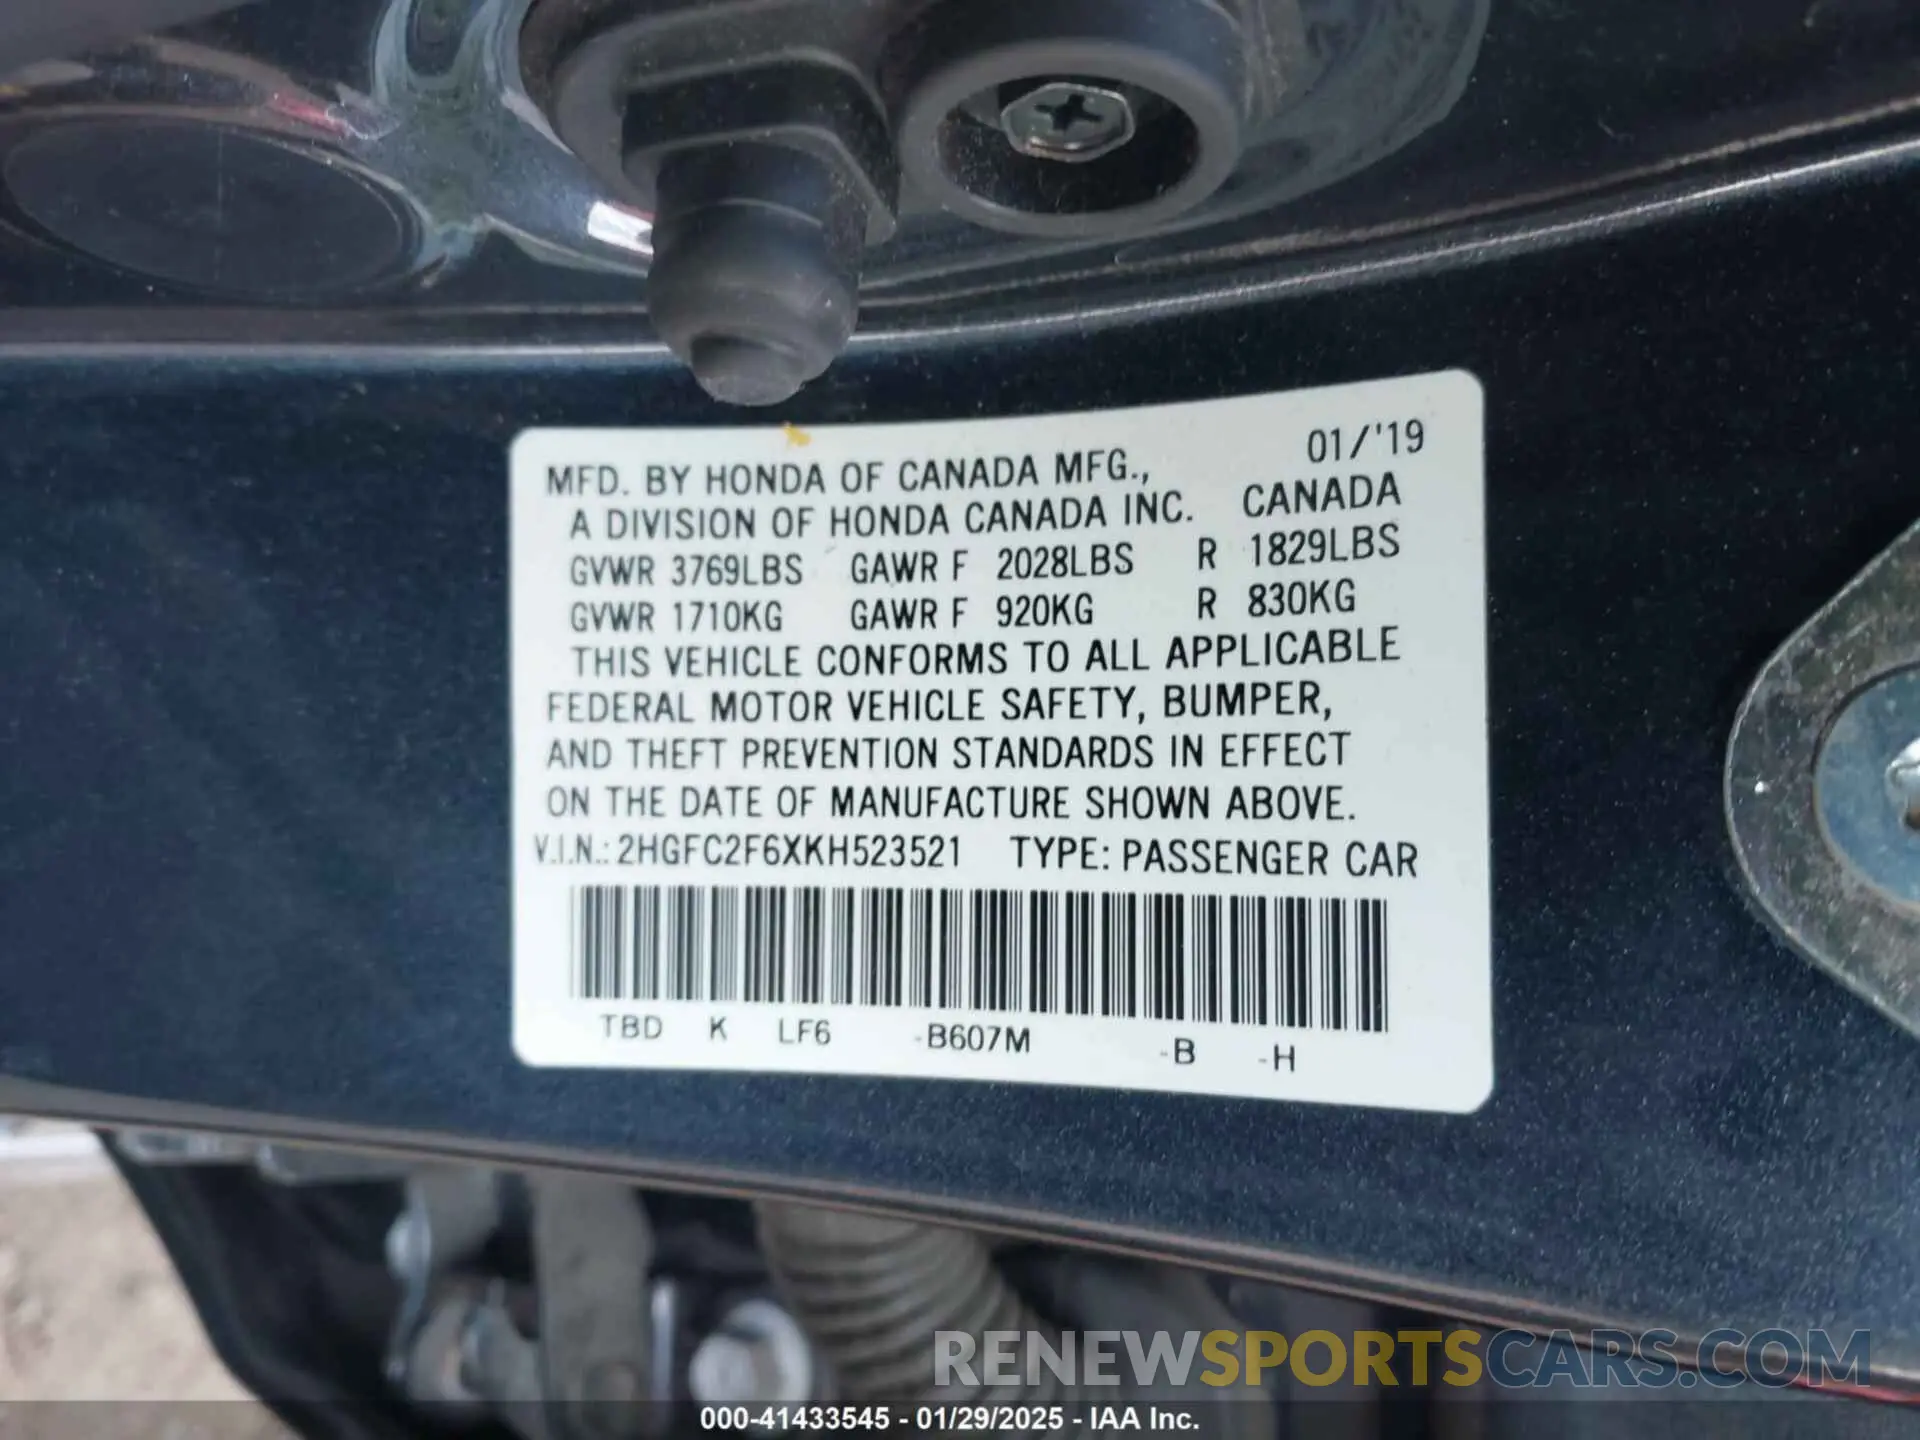 01/'19
MFD. BY HONDA OF CANADA MFG.,
A DIVISION OF HONDA CANADA INC. CANADA
GVWR 3769LBS GAWR F 2028LBS R 1829LBS
GVWR 1710KG GAWR F 920KG R 830KG
THIS VEHICLE CONFORMS TO ALL APPLICABLE
FEDERAL MOTOR VEHICLE SAFETY, BUMPER,
AND THEFT PREVENTION STANDARDS IN EFFECT
ON THE DATE OF MANUFACTURE SHOWN ABOVE.
V.I.N.: 2HGFC2F6XKH523521 TYPE: PASSENGER CAR
TBD K LF6 -B607M -B -H
RENEWSPORTSCARS.COM
000-41433545 - 01/29/2025 - IAA Inc.